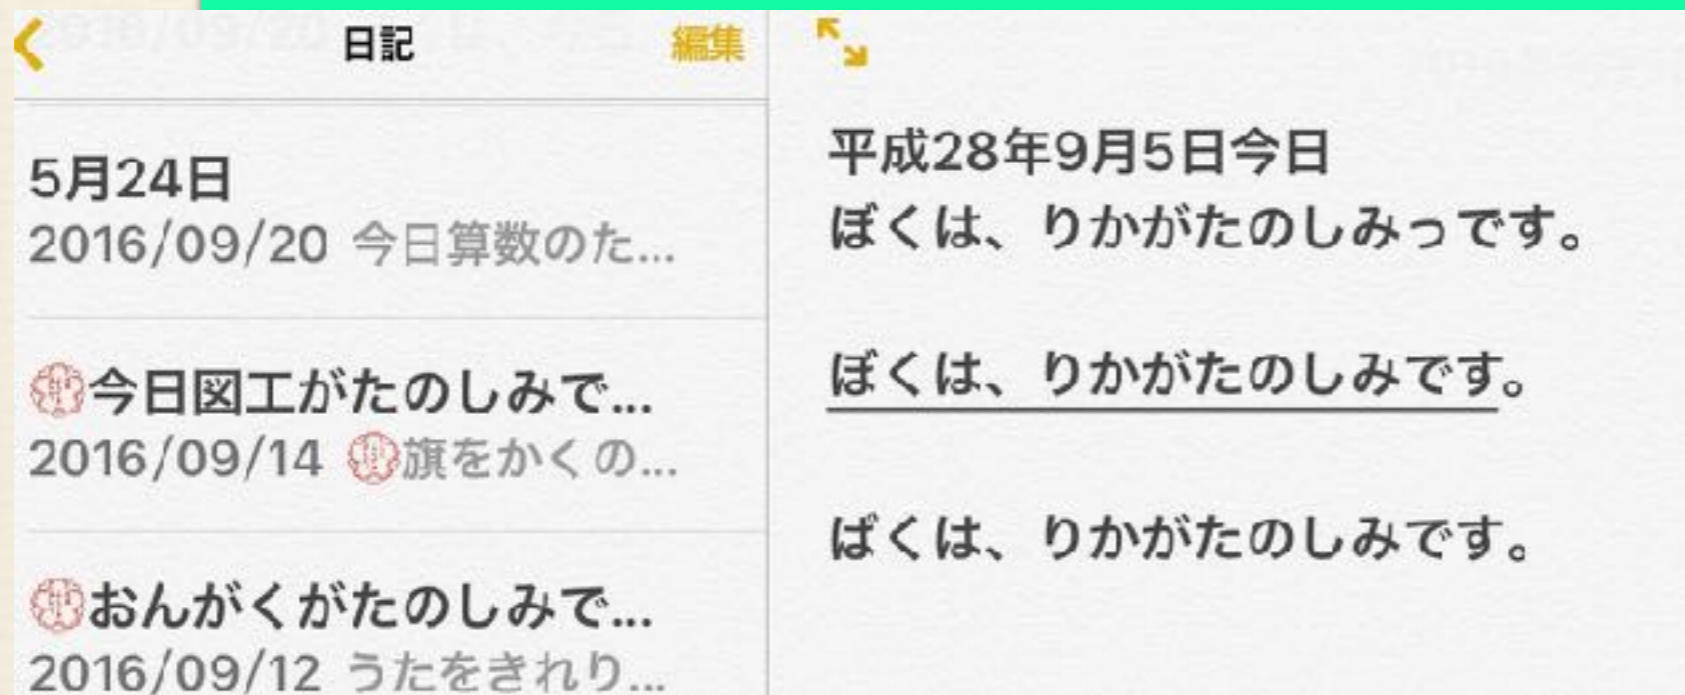 日記
編集
5月24日
2016/09/20 今日算数のた...
💮今日図工がたのしみで...
2016/09/14 💮旗をかくの...
💮おんがくがたのしみで...
2016/09/12 うたをきれり...
平成28年9月5日今日
ぼくは、りかがたのしみっです。
ぼくは、りかがたのしみです。
ばくは、りかがたのしみです。